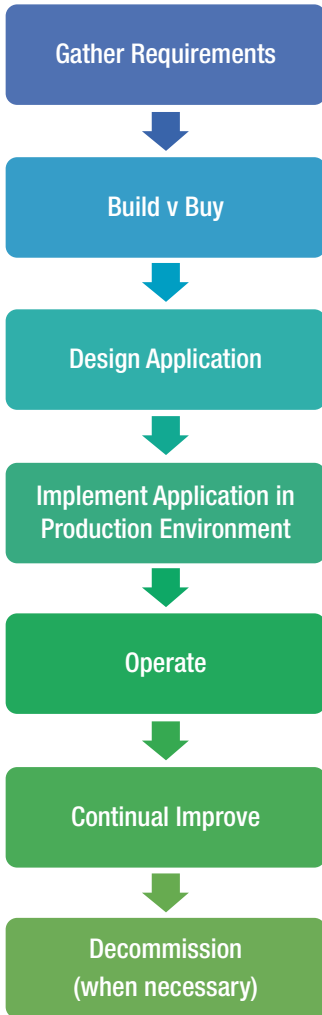 Gather Requirements
Build v Buy
Design Application
Implement Application in
Production Environment
Operate
Continual Improve
Decommission
(when necessary)